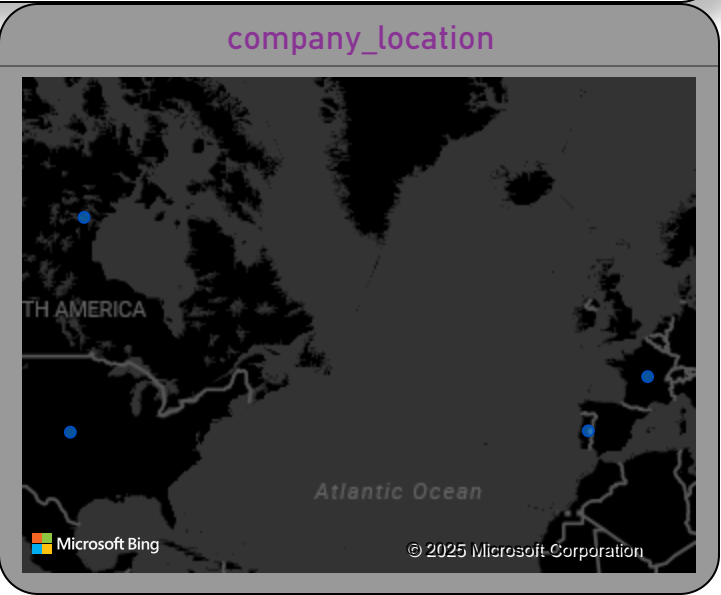 company_location
TH AMERICA
Atlantic Ocean
Microsoft Bing
© 2025 Microsoft Corporation